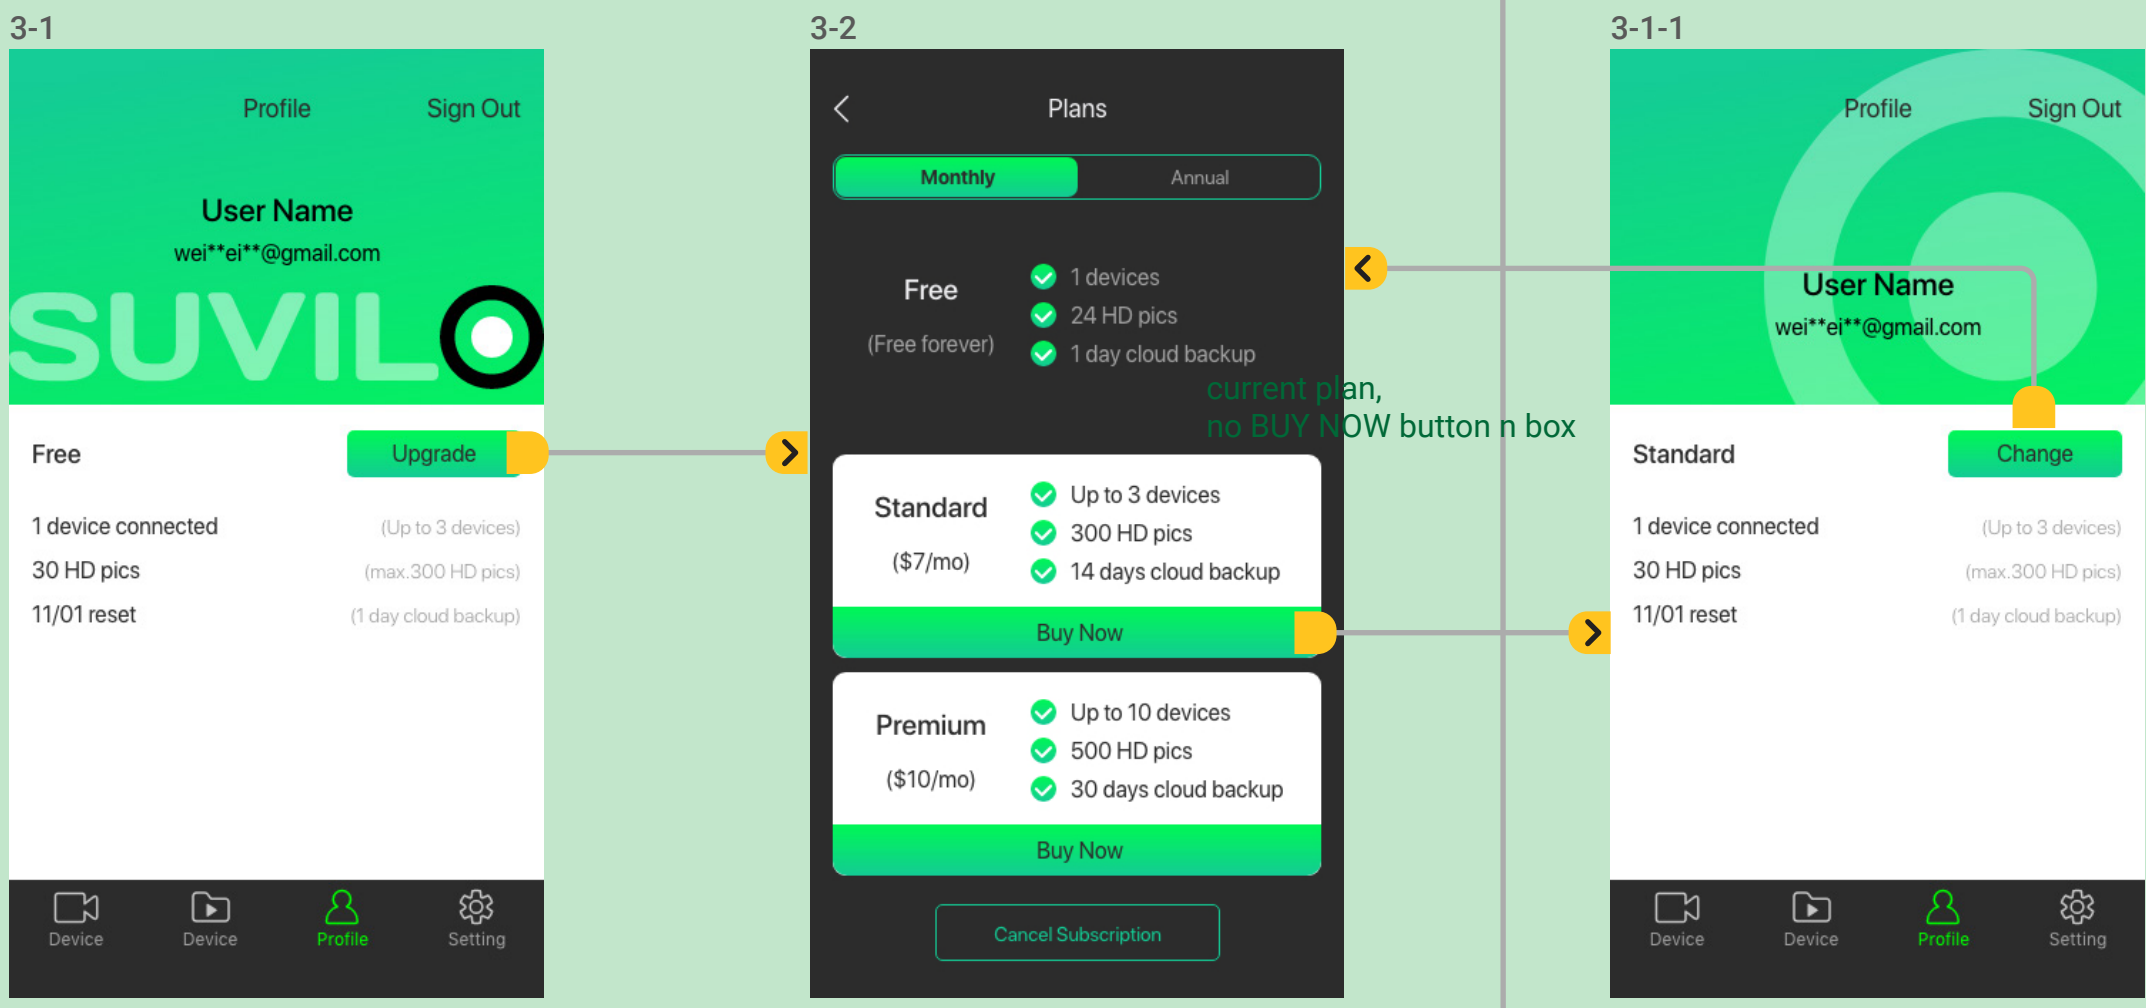 3-1
Profile
Sign Out
User Name
wei**ei**@gmail.com
SUVILO
Free
Upgrade
1 device connected
(Up to 3 devices)
30 HD pics
(max.300 HD pics)
11/01 reset
(1 day cloud backup)
Device
Device
Profile
Setting
3-2
Plans
Monthly
Annual
Free
(Free forever)
1 devices
24 HD pics
1 day cloud backup
current plan,
no BUY NOW button n box
Standard
($7/mo)
Up to 3 devices
300 HD pics
14 days cloud backup
Buy Now
Premium
($10/mo)
Up to 10 devices
500 HD pics
30 days cloud backup
Buy Now
Cancel Subscription
3-1-1
Profile
Sign Out
User Name
wei**ei**@gmail.com
Standard
Change
1 device connected
(Up to 3 devices)
30 HD pics
(max.300 HD pics)
11/01 reset
(1 day cloud backup)
Device
Device
Profile
Setting